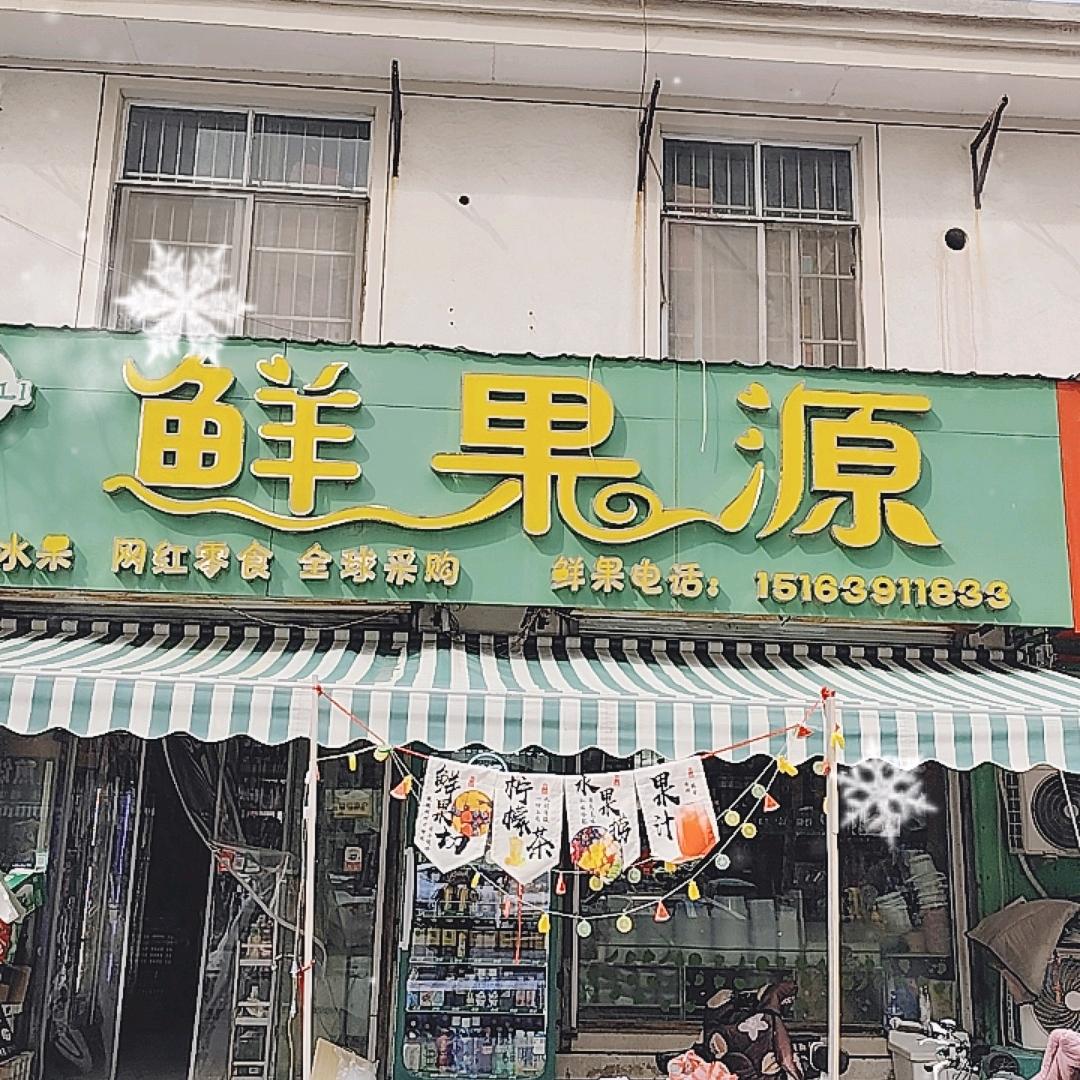 鲜果源
水果 网红零食 全球采购 鲜果电话：15163911833
鲜果切
柠檬茶
水果捞
果汁